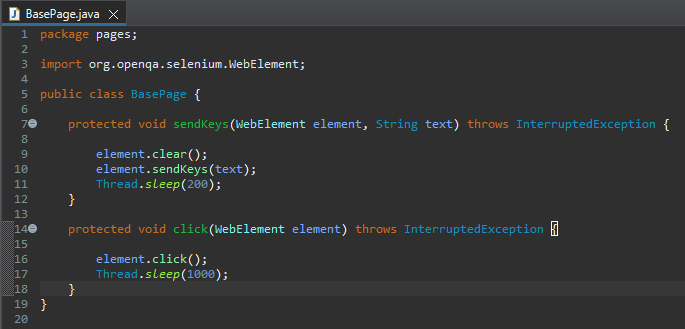 BasePage.java
1 package pages;
2
3 import org.openqa.selenium.WebElement;
4
5 public class BasePage {
6
7 protected void sendKeys(WebElement element, String text) throws InterruptedException {
8
9 element.clear();
10 element.sendKeys(text);
11 Thread.sleep(200);
12 }
13
14 protected void click(WebElement element) throws InterruptedException {
15
16 element.click();
17 Thread.sleep(1000);
18 }
19 }
20